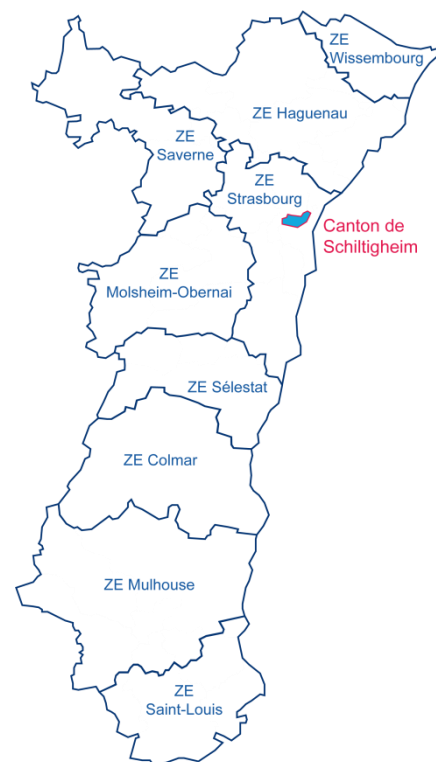 ZE
Wissembourg
ZE Haguenau
ZE
Saverne
ZE
Strasbourg
Canton de
Schiltigheim
ZE
Molsheim-Obernai
ZE Sélestat
ZE Colmar
ZE Mulhouse
ZE
Saint-Louis